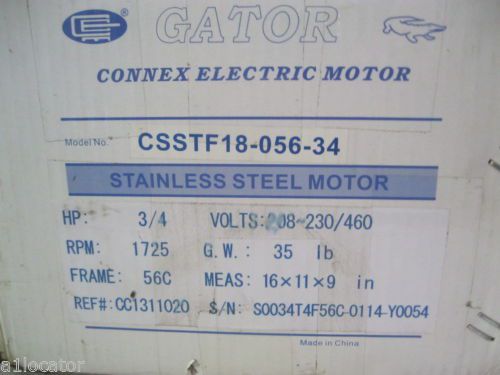 GATOR
CONNEX ELECTRIC MOTOR
Model No. CSSTF18-056-34
STAINLESS STEEL MOTOR
HP: 3/4 VOLTS:208-230/460
RPM: 1725 G.W.: 35 lb
FRAME: 56C MEAS: 16×11×9 in
REF#:CC1311020 S/N: S0034T4F56C-0114-Y0054
Made in China
a1locator